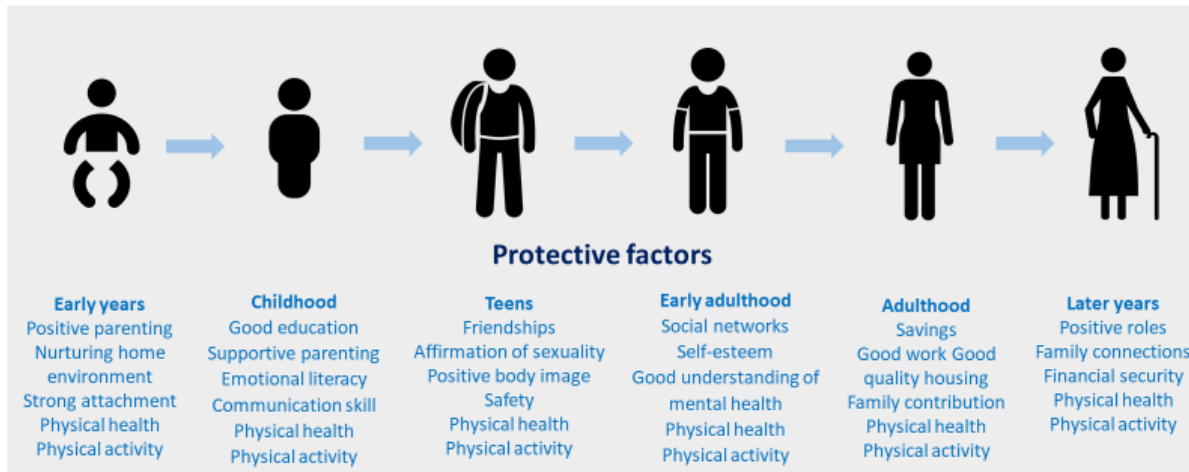 Protective factors
Early years
Positive parenting
Nurturing home
environment
Strong attachment
Physical health
Physical activity
Childhood
Good education
Supportive parenting
Emotional literacy
Communication skill
Physical health
Physical activity
Teens
Friendships
Affirmation of sexuality
Positive body image
Safety
Physical health
Physical activity
Early adulthood
Social networks
Self-esteem
Good understanding of
mental health
Physical health
Physical activity
Adulthood
Savings
Good work Good
quality housing
Family contribution
Physical health
Physical activity
Later years
Positive roles
Family connections
Financial security
Physical health
Physical activity